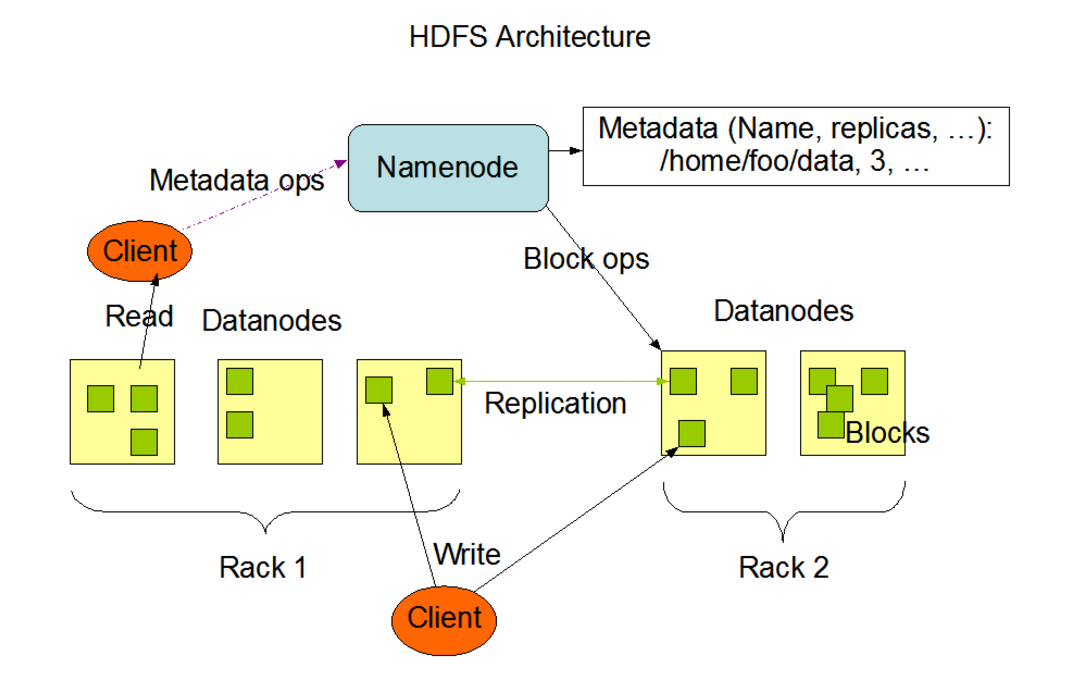 HDFS Architecture
Metadata (Name, replicas, …):
/home/foo/data, 3, …
Namenode
Metadata ops
Client
Block ops
Read
Datanodes
Datanodes
Replication
Blocks
Write
Rack 1
Rack 2
Client